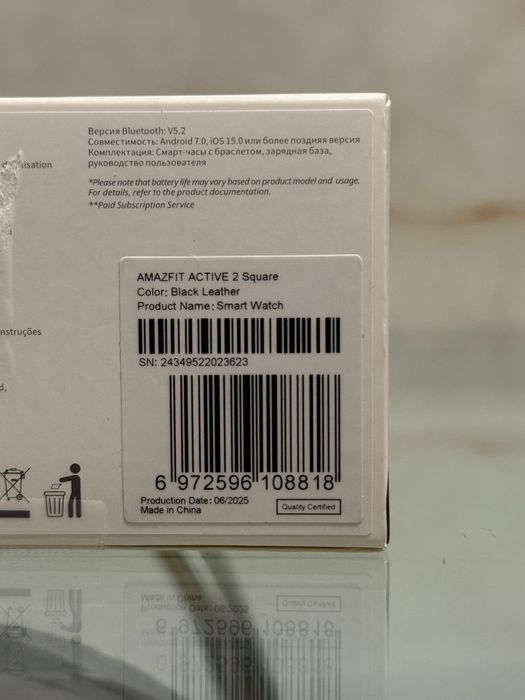 Версия Bluetooth: V5.2
Совместимость: Android 7.0, iOS 15.0 или более поздняя версия
Комплектация: Смарт-часы с браслетом, зарядная база,
руководство пользователя
*Please note that battery life may vary based on product model and usage.
For details, refer to the product documentation.
**Paid Subscription Service
isation
nstruções
d,
AMAZFIT ACTIVE 2 Square
Color: Black Leather
Product Name: Smart Watch
SN: 24349522023623
6 972596 108818
Production Date: 06/2025
Made in China
Quality Certified